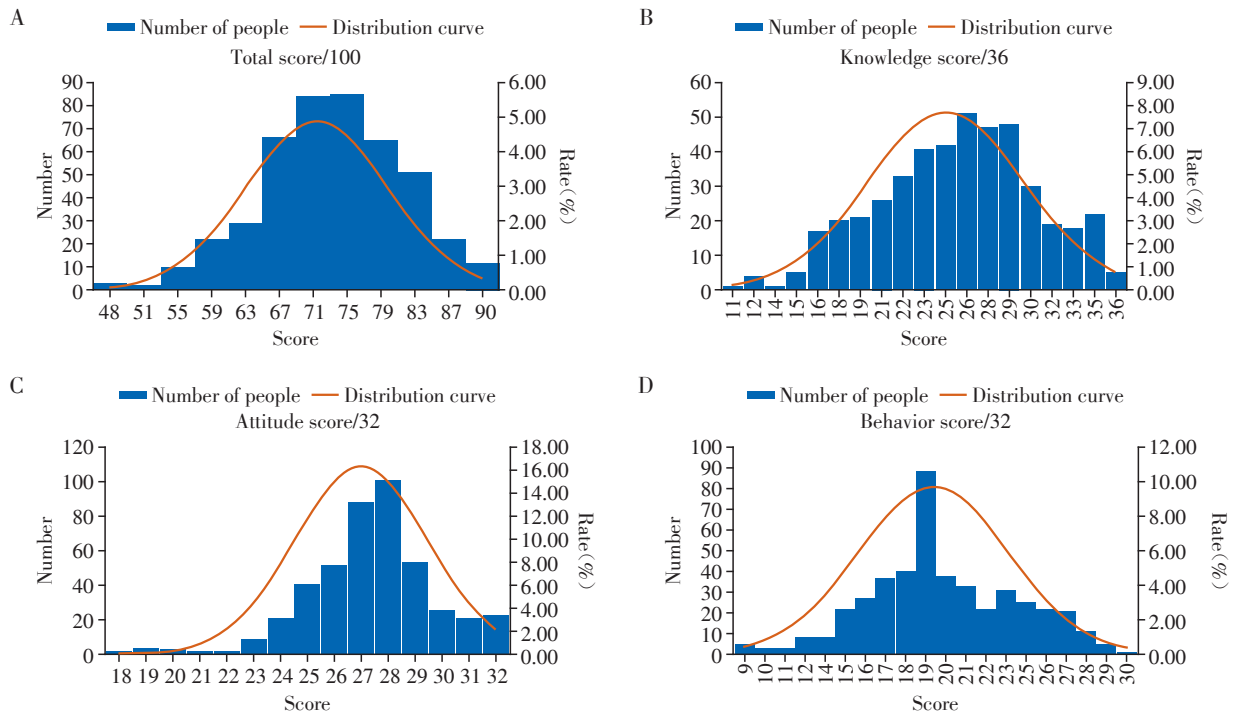 A
Number of people Distribution curve
Total score/100
Number
90
80
70
60
50
40
30
20
10
0
6.00
5.00
4.00
3.00
2.00
1.00
0.00
Rate(%)
48 51 55 59 63 67 71 75 79 83 87 90
Score
B
Number of people Distribution curve
Knowledge score/36
Number
60
50
40
30
20
10
0
9.00
8.00
7.00
6.00
5.00
4.00
3.00
2.00
1.00
0.00
Rate(%)
11 12 14 15 16 18 19 21 22 23 25 26 28 29 30 32 33 35 36
Score
C
Number of people Distribution curve
Attitude score/32
Number
120
100
80
60
40
20
0
18.00
16.00
14.00
12.00
10.00
8.00
6.00
4.00
2.00
0.00
Rate(%)
18 19 20 21 22 23 24 25 26 27 28 29 30 31 32
Score
D
Number of people Distribution curve
Behavior score/32
Number
100
90
80
70
60
50
40
30
20
10
0
12.00
10.00
8.00
6.00
4.00
2.00
0.00
Rate(%)
9 10 11 12 14 15 16 17 18 19 20 21 22 23 25 26 27 28 29 30
Score